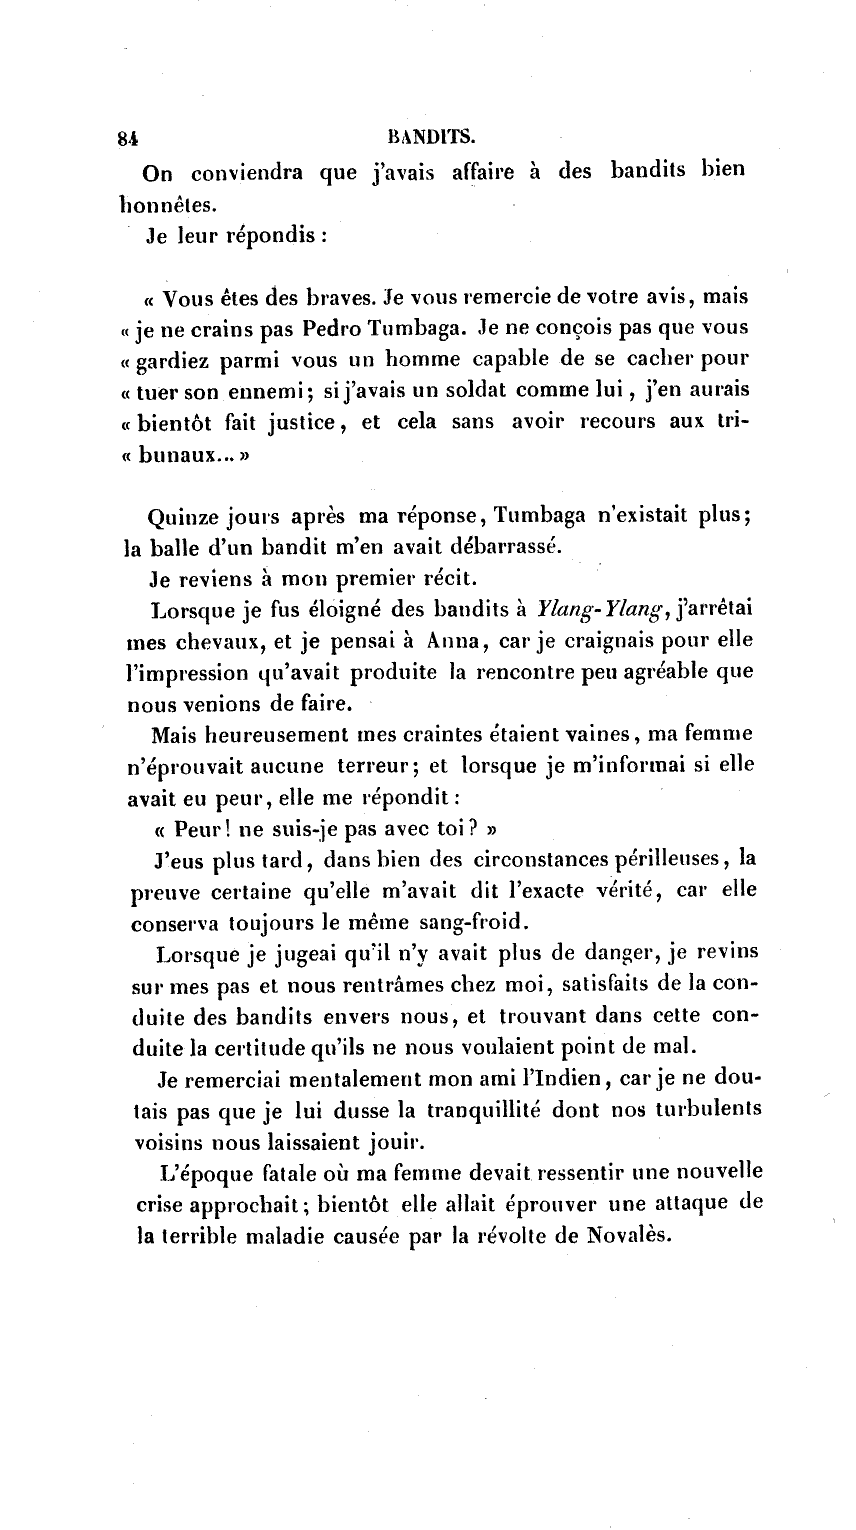 84 BANDITS.
On conviendra que j'avais affaire à des bandits bien
honnêtes.
Je leur répondis :
« Vous êtes des braves. Je vous remercie de votre avis, mais
« je ne crains pas Pedro Tumbaga. Je ne conçois pas que vous
« gardiez parmi vous un homme capable de se cacher pour
« tuer son ennemi ; si j'avais un soldat comme lui, j'en aurais
« bientôt fait justice, et cela sans avoir recours aux tri-
« bunaux... »
Quinze jours après ma réponse, Tumbaga n'existait plus ;
la balle d'un bandit m'en avait débarrassé.
Je reviens à mon premier récit.
Lorsque je fus éloigné des bandits à Ylang-Ylang, j'arrêtai
mes chevaux, et je pensai à Anna, car je craignais pour elle
l'impression qu'avait produite la rencontre peu agréable que
nous venions de faire.
Mais heureusement mes craintes étaient vaines, ma femme
n'éprouvait aucune terreur ; et lorsque je m'informai si elle
avait eu peur, elle me répondit :
« Peur ! ne suis-je pas avec toi ? »
J'eus plus tard, dans bien des circonstances périlleuses, la
preuve certaine qu'elle m'avait dit l'exacte vérité, car elle
conserva toujours le même sang-froid.
Lorsque je jugeai qu'il n'y avait plus de danger, je revins
sur mes pas et nous rentrâmes chez moi, satisfaits de la con-
duite des bandits envers nous, et trouvant dans cette con-
duite la certitude qu'ils ne nous voulaient point de mal.
Je remerciai mentalement mon ami l'Indien, car je ne dou-
tais pas que je lui dusse la tranquillité dont nos turbulents
voisins nous laissaient jouir.
L'époque fatale où ma femme devait ressentir une nouvelle
crise approchait ; bientôt elle allait éprouver une attaque de
la terrible maladie causée par la révolte de Novalès.